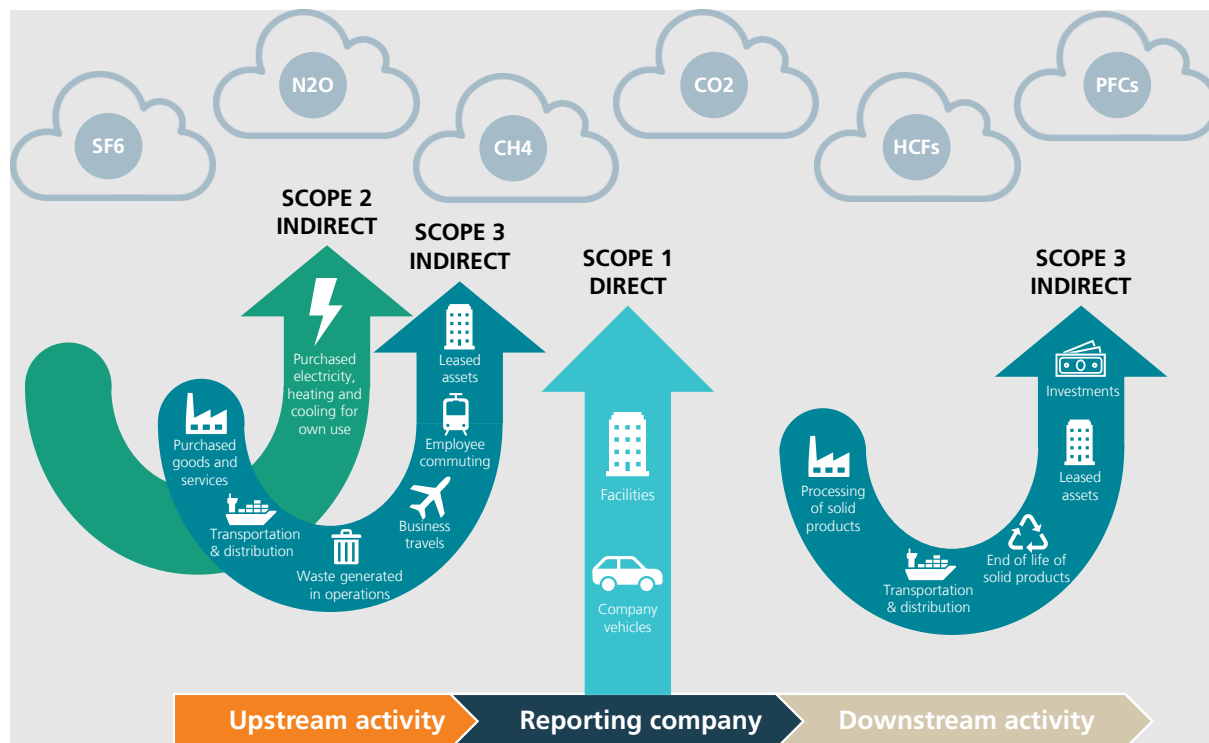 SF6
N2O
CH4
CO2
HCFs
PFCs
SCOPE 2
INDIRECT
Purchased
electricity,
heating and
cooling for
own use
SCOPE 3
INDIRECT
Leased
assets
Employee
commuting
Business
travels
Waste generated
in operations
Transportation
& distribution
Purchased
goods and
services
SCOPE 1
DIRECT
Facilities
Company
vehicles
SCOPE 3
INDIRECT
Investments
Leased
assets
End of life of
solid products
Transportation
& distribution
Processing
of solid
products
Upstream activity
Reporting company
Downstream activity